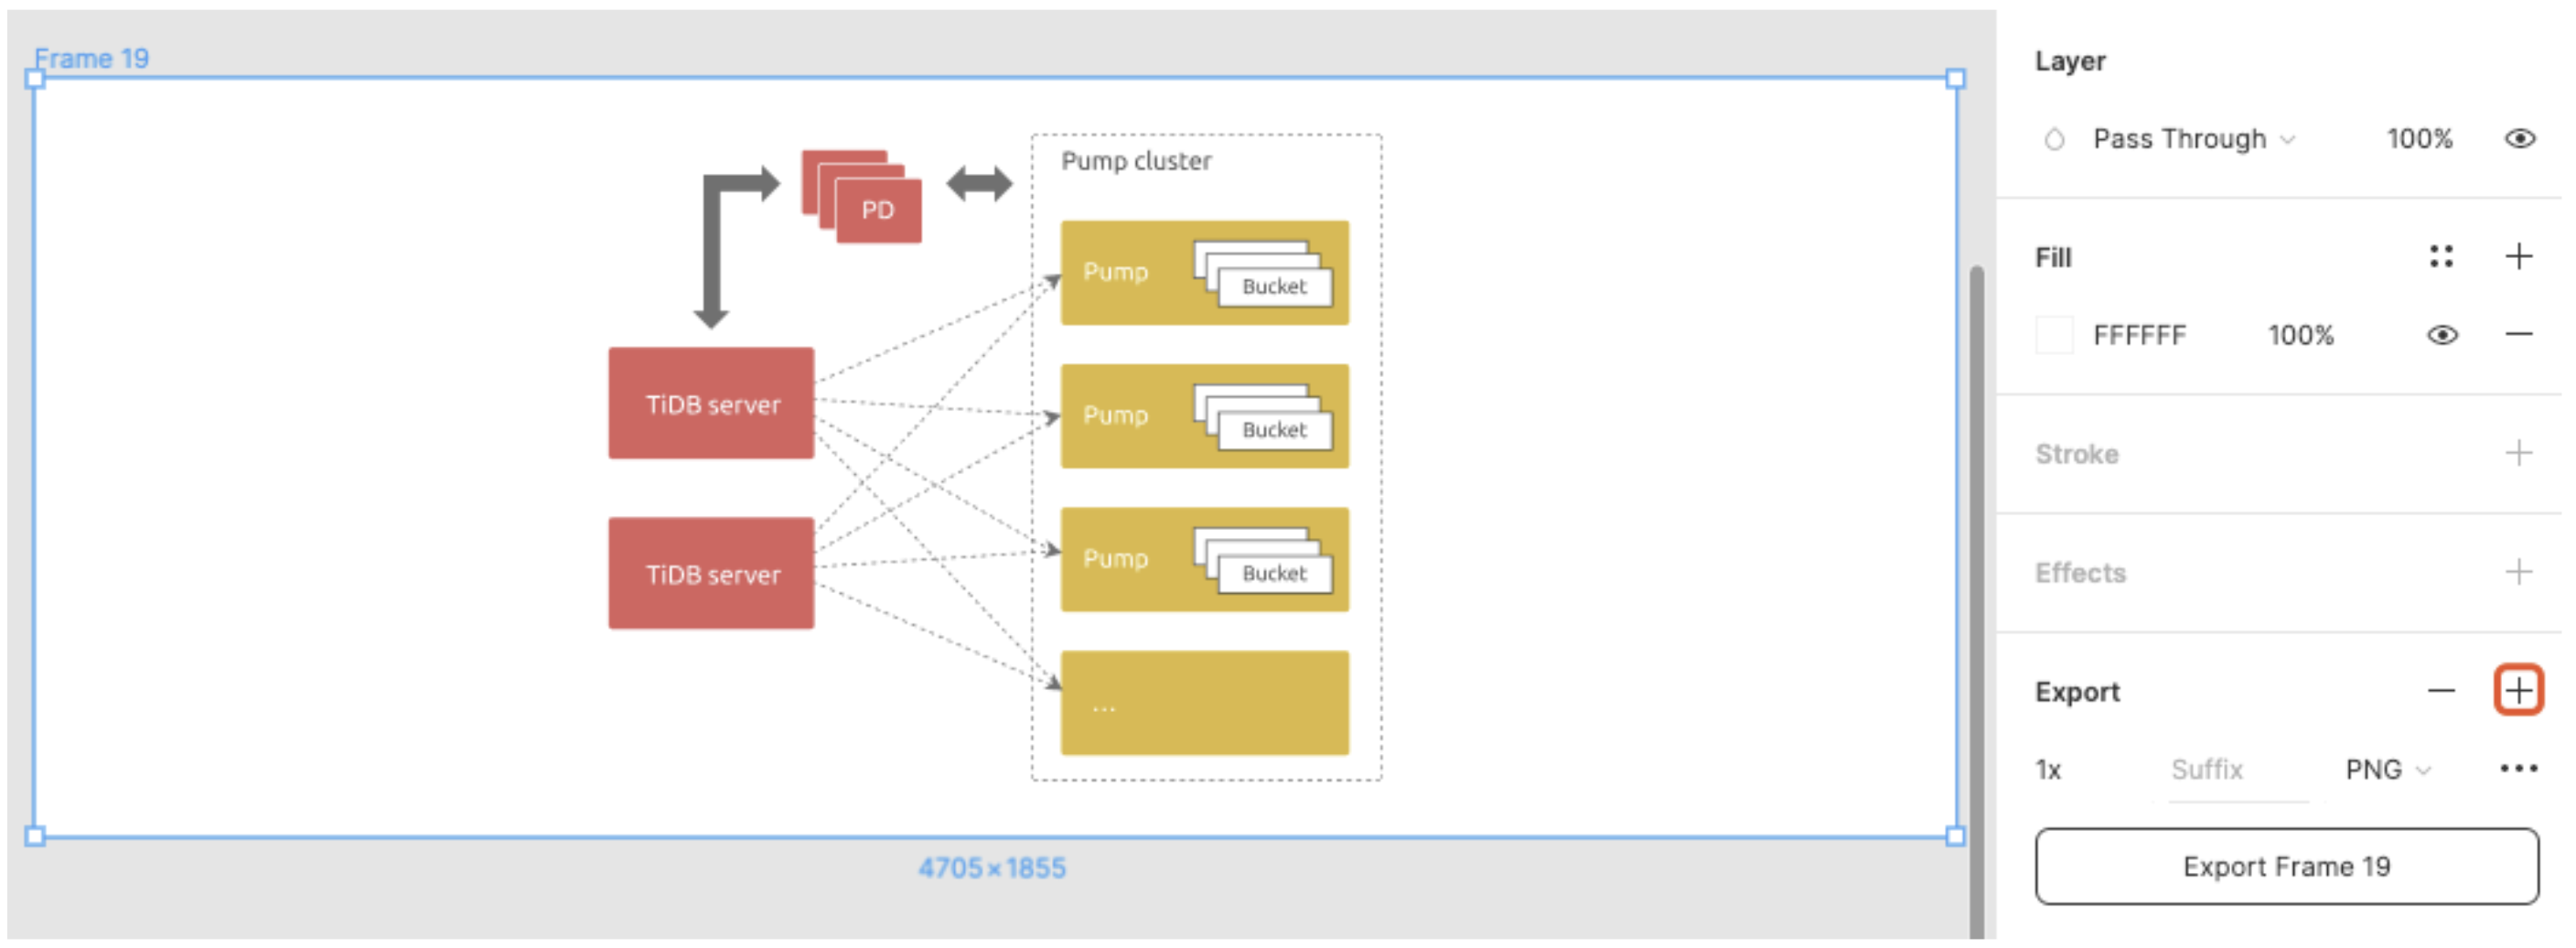 Frame 19
Pump cluster
PD
Pump
Bucket
TiDB server
Pump
Bucket
TiDB server
Pump
Bucket
...
4705×1855
Layer
Pass Through 100%
Fill
FFFFFF 100%
Stroke
Effects
Export
1x Suffix PNG
Export Frame 19